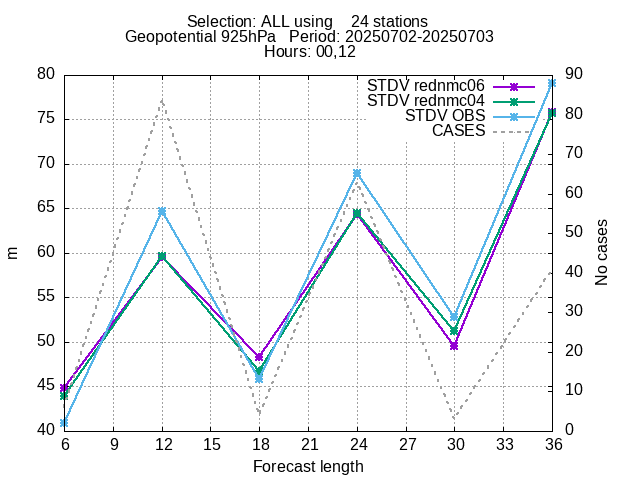 Selection: ALL using    24 stations
Geopotential 925hPa   Period: 20250702-20250703
Hours: 00,12
STDV rednmc06
STDV rednmc04
STDV OBS
CASES
80
75
70
65
60
55
50
45
40
90
80
70
60
50
40
30
20
10
0
m
No cases
6 9 12 15 18 21 24 27 30 33 36
Forecast length